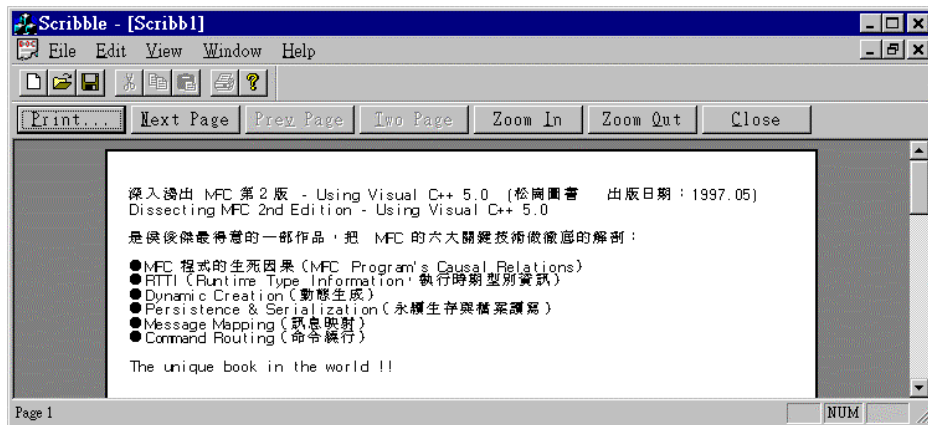 Scribble - [Scribb1]
File Edit View Window Help
Print... Next Page Prev Page Two Page Zoom In Zoom Out Close
深入淺出 MFC 第2版 - Using Visual C++ 5.0 (松崗圖書 出版日期：1997.05)
Dissecting MFC 2nd Edition - Using Visual C++ 5.0
是侯俊傑最得意的一部作品，把 MFC 的六大關鍵技術做徹底的解剖：
●MFC 程式的生死因果(MFC Program's Causal Relations)
●RTTI(Runtime Type Information，執行時期型別資訊)
●Dynamic Creation(動態生成)
●Persistence & Serialization(永續生存與檔案讀寫)
●Message Mapping(訊息映射)
●Command Routing(命令繞行)
The unique book in the world !!
Page 1 NUM